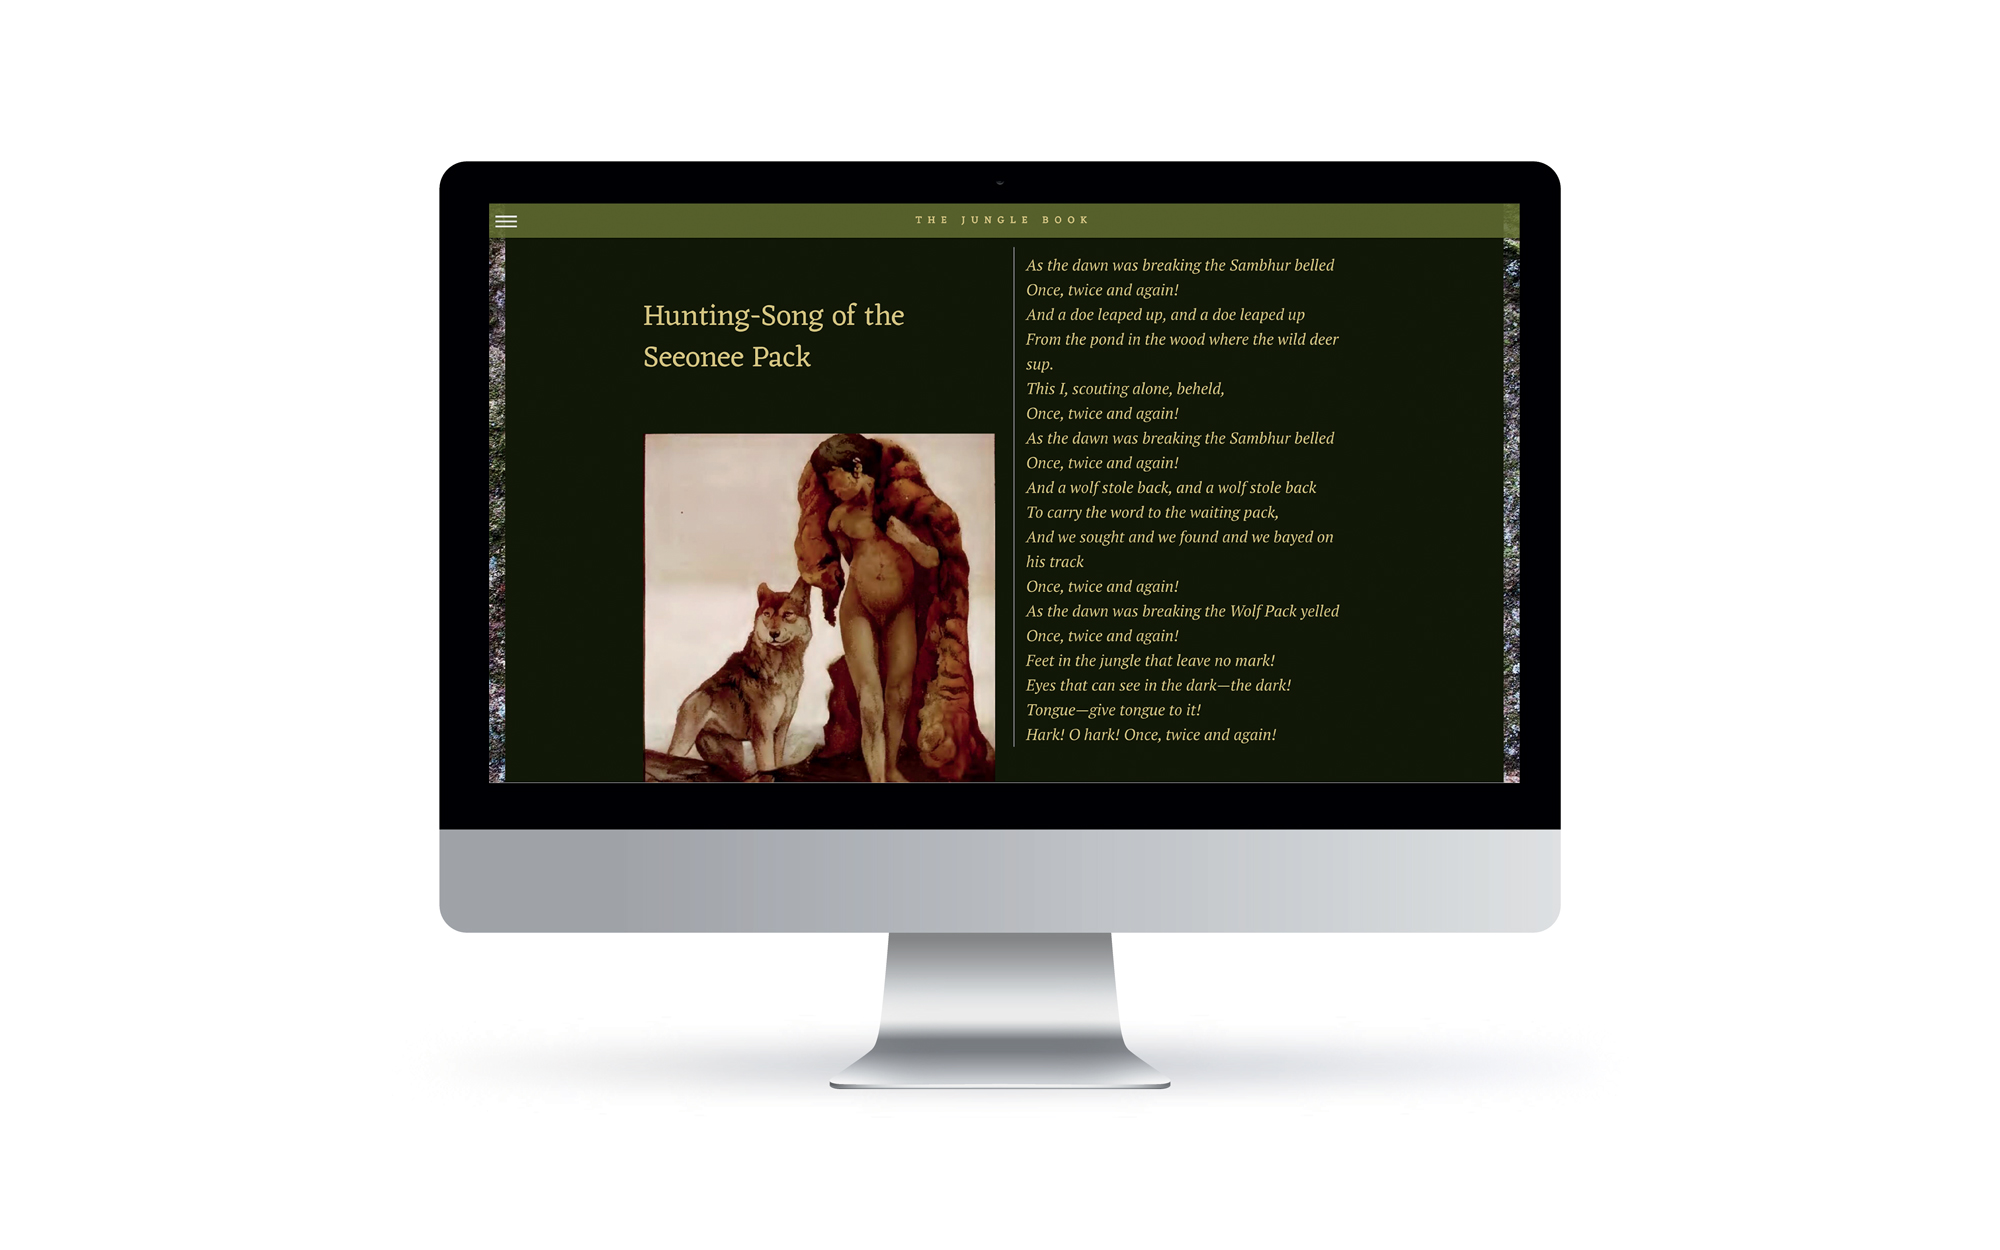 THE JUNGLE BOOK
Hunting-Song of the
Seeonee Pack
As the dawn was breaking the Sambhur belled
Once, twice and again!
And a doe leaped up, and a doe leaped up
From the pond in the wood where the wild deer
sup.
This I, scouting alone, beheld,
Once, twice and again!
As the dawn was breaking the Sambhur belled
Once, twice and again!
And a wolf stole back, and a wolf stole back
To carry the word to the waiting pack,
And we sought and we found and we bayed on
his track
Once, twice and again!
As the dawn was breaking the Wolf Pack yelled
Once, twice and again!
Feet in the jungle that leave no mark!
Eyes that can see in the dark—the dark!
Tongue—give tongue to it!
Hark! O hark! Once, twice and again!